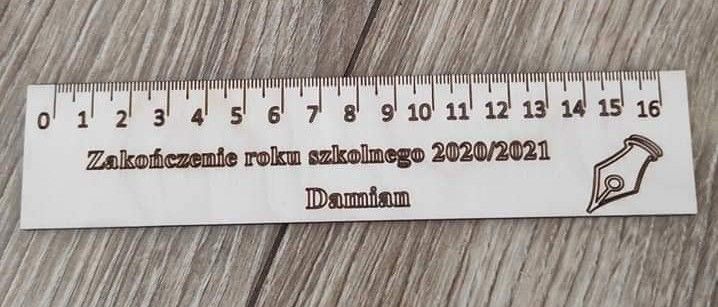 0 1 2 3 4 5 6 7 8 9 10 11 12 13 14 15 16
Zakończenie roku szkolnego 2020/2021
Damian